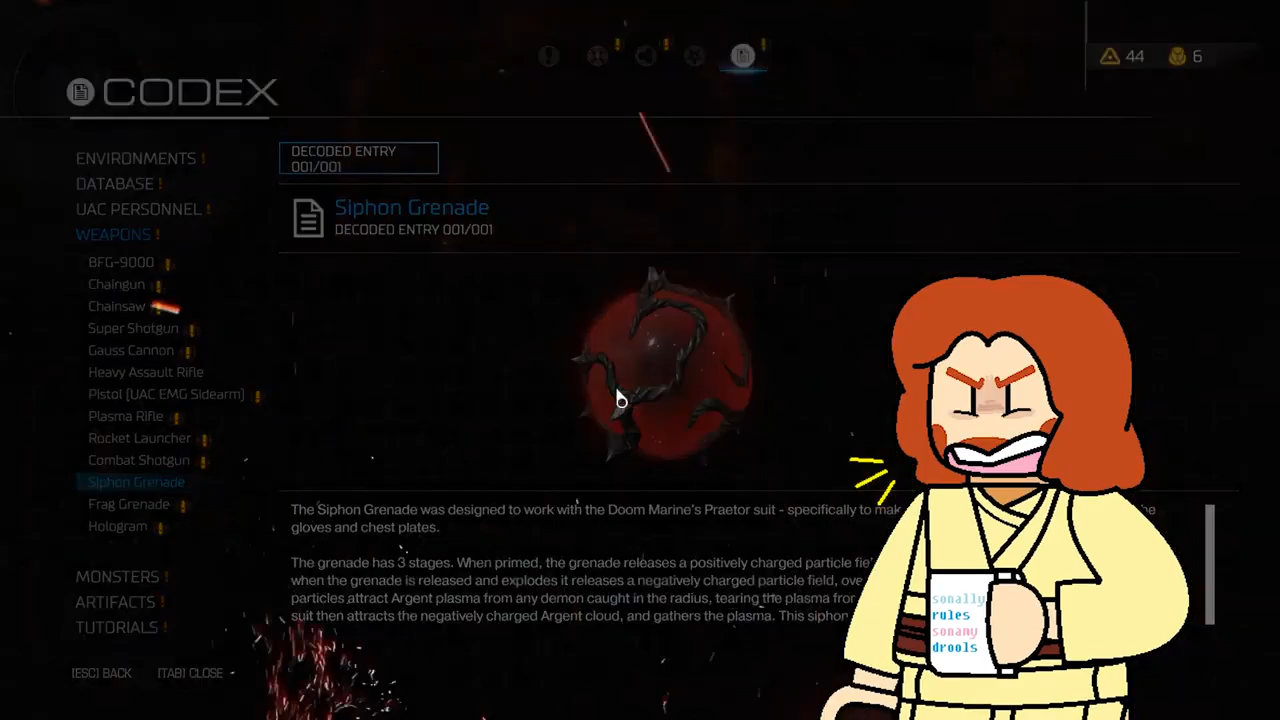 44 6
CODEX
ENVIRONMENTS !
DATABASE !
UAC PERSONNEL !
WEAPONS !
BFG-9000 !
Chaingun !
Chainsaw
Super Shotgun !
Gauss Cannon !
Heavy Assault Rifle
Pistol [UAC EMG Sidearm] !
Plasma Rifle !
Rocket Launcher !
Combat Shotgun !
Siphon Grenade
Frag Grenade !
Hologram !
MONSTERS !
ARTIFACTS !
TUTORIALS !
[ESC] BACK [TAB] CLOSE
DECODED ENTRY
001/001
Siphon Grenade
DECODED ENTRY 001/001
The Siphon Grenade was designed to work with the Doom Marine's Praetor suit - specifically to
gloves and chest plates.
The grenade has 3 stages. When primed, the grenade releases a positively charged particle
when the grenade is released and explodes it releases a negatively charged particle field,
particles attract Argent plasma from any demon caught in the radius, tearing the plasma
suit then attracts the negatively charged Argent cloud, and gathers the plasma. This siphon
sonally
rules
sonamy
drools